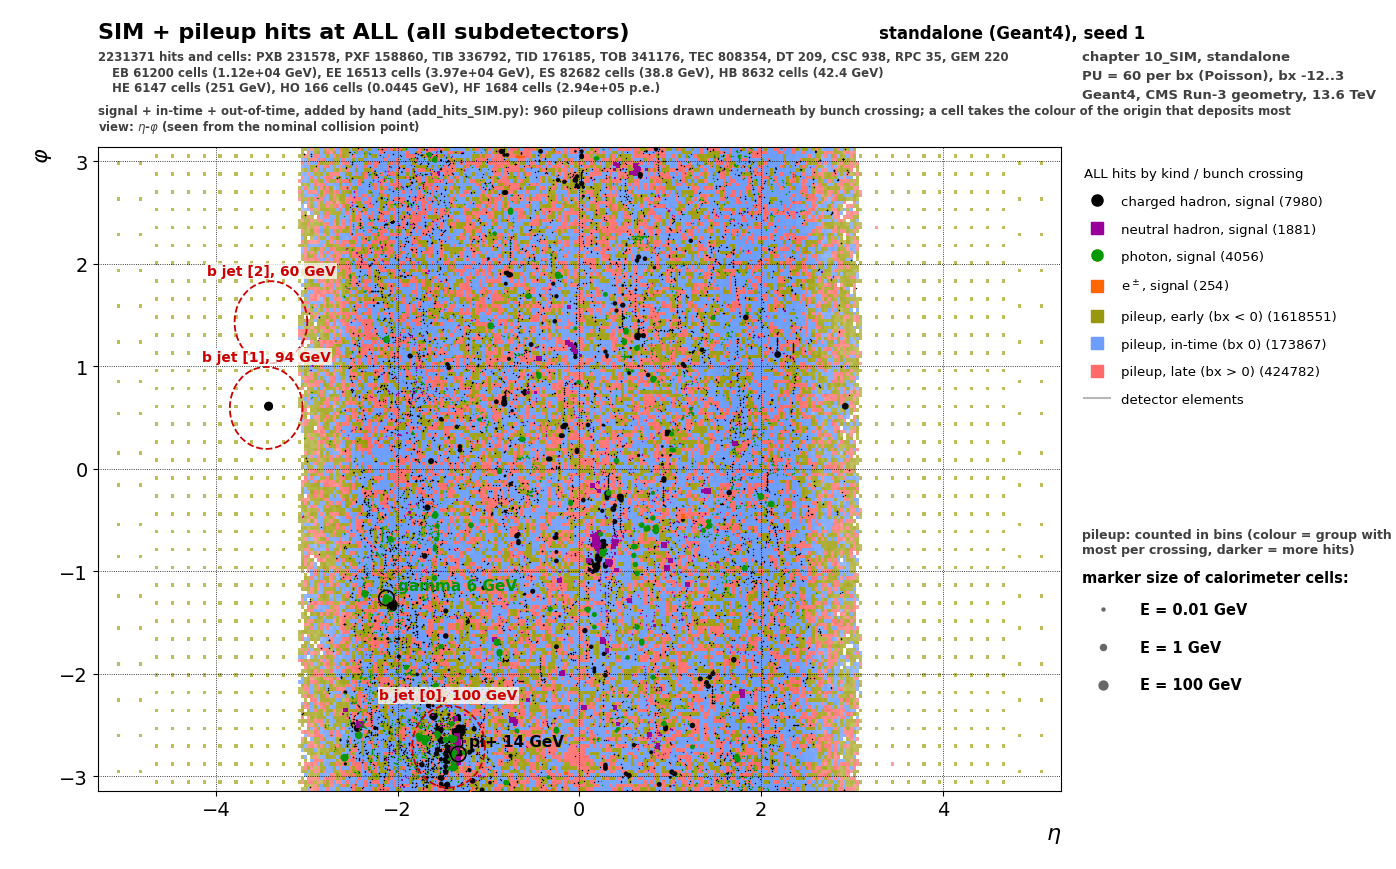 SIM + pileup hits at ALL (all subdetectors)
standalone (Geant4), seed 1
2231371 hits and cells: PXB 231578, PXF 158860, TIB 336792, TID 176185, TOB 341176, TEC 808354, DT 209, CSC 938, RPC 35, GEM 220
EB 61200 cells (1.12e+04 GeV), EE 16513 cells (3.97e+04 GeV), ES 82682 cells (38.8 GeV), HB 8632 cells (42.4 GeV)
HE 6147 cells (251 GeV), HO 166 cells (0.0445 GeV), HF 1684 cells (2.94e+05 p.e.)
chapter 10_SIM, standalone
PU = 60 per bx (Poisson), bx -12..3
Geant4, CMS Run-3 geometry, 13.6 TeV
signal + in-time + out-of-time, added by hand (add_hits_SIM.py): 960 pileup collisions drawn underneath by bunch crossing; a cell takes the colour of the origin that deposits most
view: η-φ (seen from the nominal collision point)
φ
3
2
1
0
−1
−2
−3
b jet [2], 60 GeV
b jet [1], 94 GeV
gamma 6 GeV
b jet [0], 100 GeV
pi+ 14 GeV
−4
−2
0
2
4
η
ALL hits by kind / bunch crossing
charged hadron, signal (7980)
neutral hadron, signal (1881)
photon, signal (4056)
e±, signal (254)
pileup, early (bx < 0) (1618551)
pileup, in-time (bx 0) (173867)
pileup, late (bx > 0) (424782)
detector elements
pileup: counted in bins (colour = group with
most per crossing, darker = more hits)
marker size of calorimeter cells:
E = 0.01 GeV
E = 1 GeV
E = 100 GeV